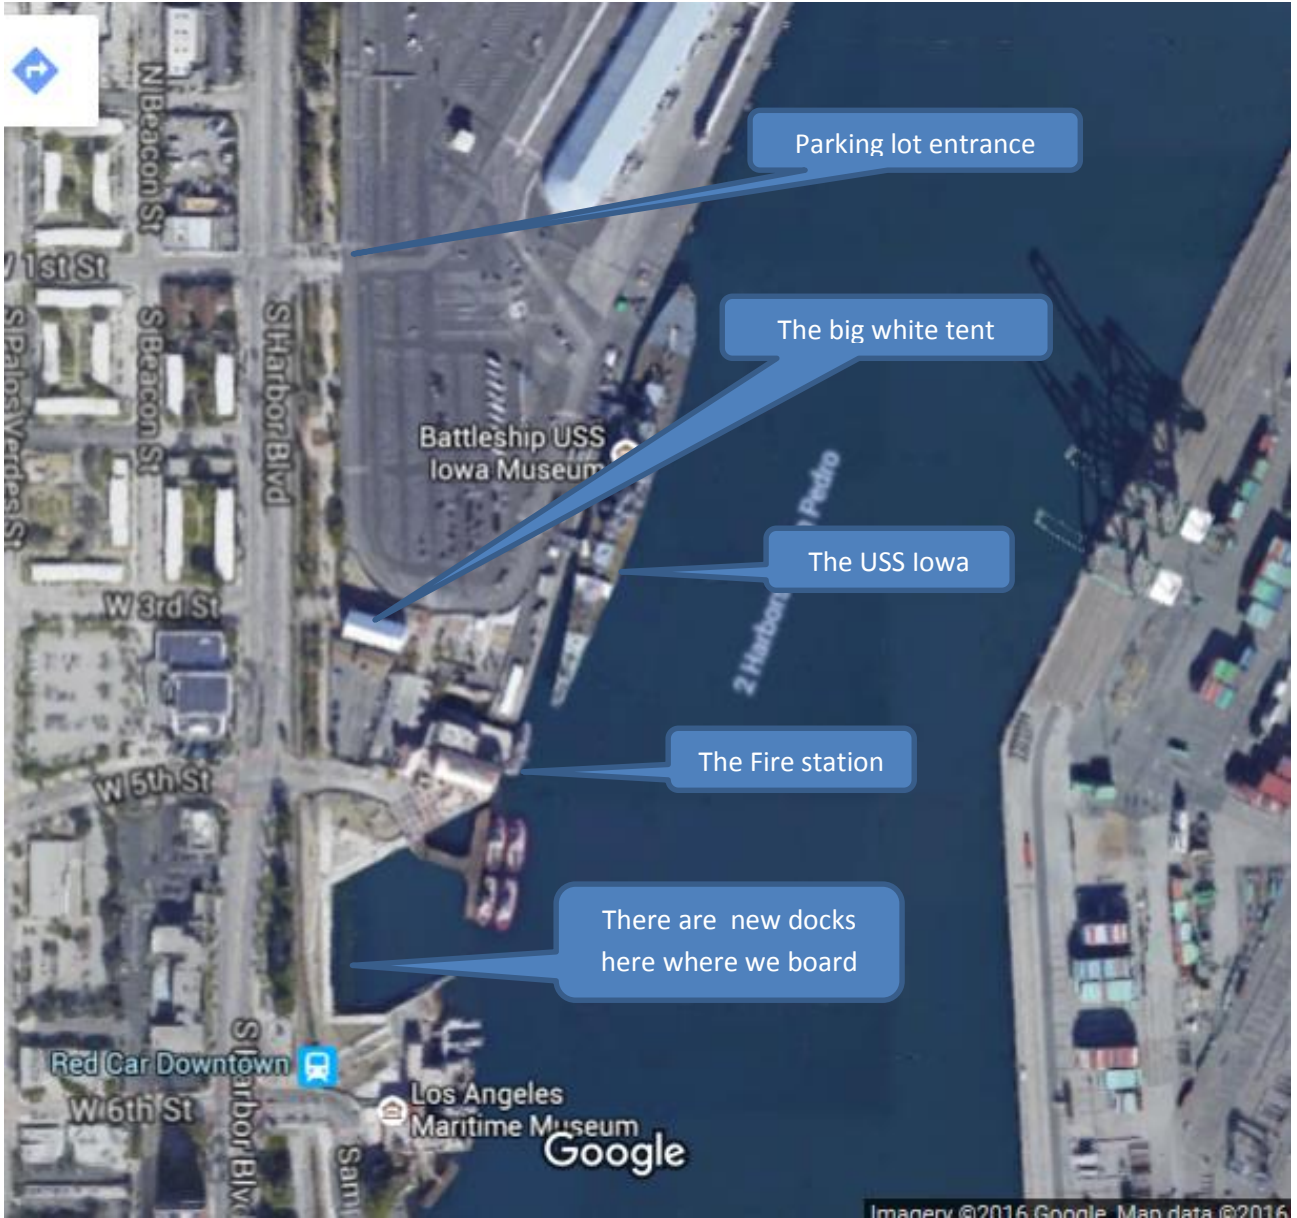 N Beacon St
Parking lot entrance
1st St
S Palos Verdes St
S Beacon St
S Harbor Blvd
The big white tent
Battleship USS
Iowa Museum
2 Harbor
Pedro
The USS Iowa
W 3rd St
The Fire station
W 5th St
There are new docks
here where we board
Red Car Downtown
S Harbor Blvd
W 6th St
Los Angeles
Maritime Museum
Google
Imagery ©2016 Google, Map data ©2016